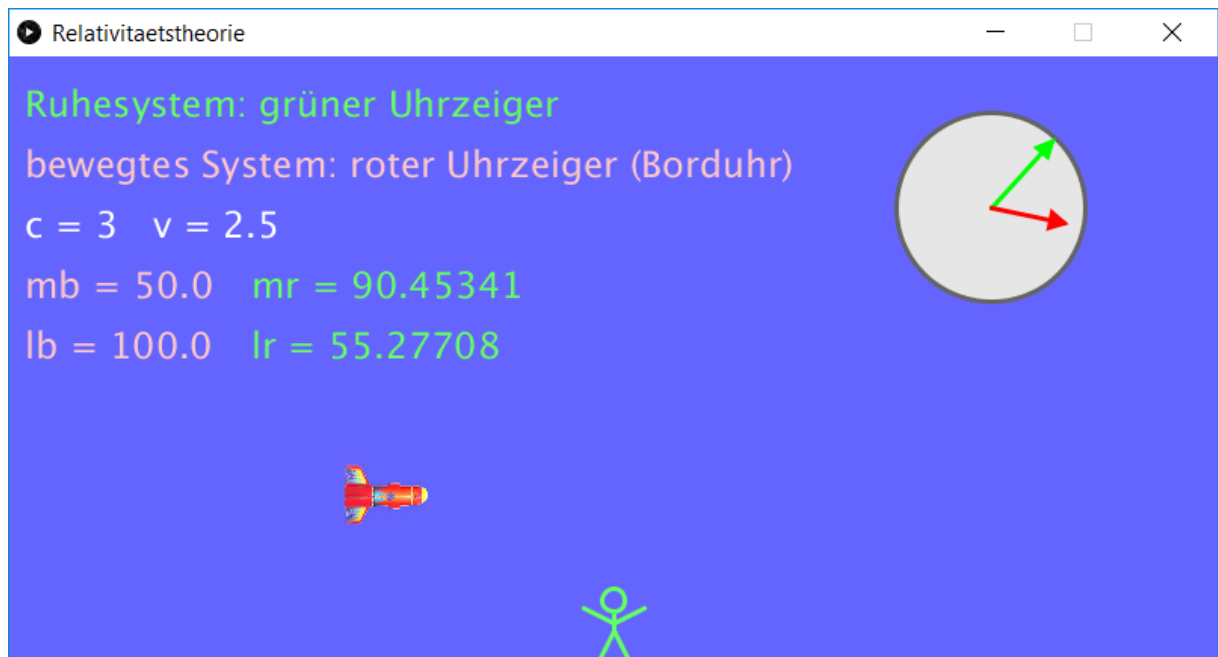 Relativitaetstheorie
Ruhesystem: grüner Uhrzeiger
bewegtes System: roter Uhrzeiger (Borduhr)
c = 3 v = 2.5
mb = 50.0 mr = 90.45341
lb = 100.0 lr = 55.27708